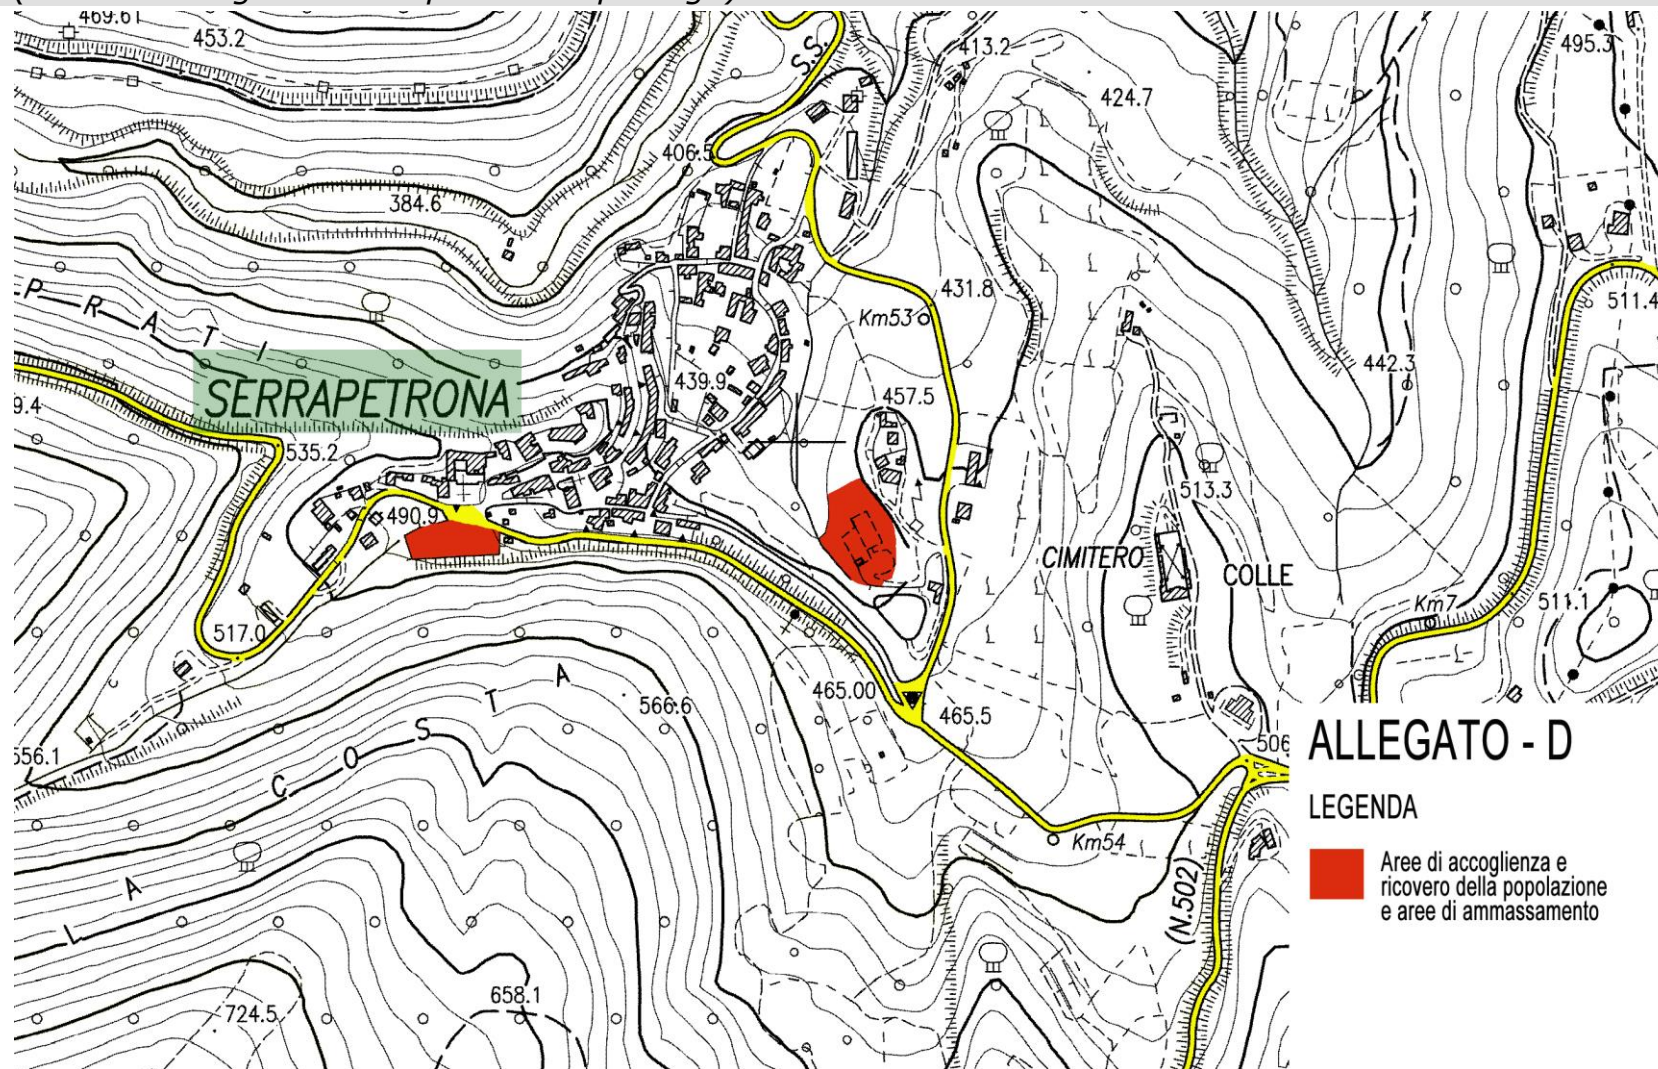 469.61
453.2
S.S.
413.2
495.3
424.7
406.5
384.6
PRATI
431.8
Km53
511.4
442.3
SERRAPETRONA
439.9
457.5
9.4
535.2
513.3
490.9
CIMITERO
COLLE
Km7
511.1
517.0
465.00
465.5
566.6
LA COSTA
556.1
506
Km54
(N.502)
658.1
724.5
ALLEGATO - D
LEGENDA
Aree di accoglienza e
ricovero della popolazione
e aree di ammassamento